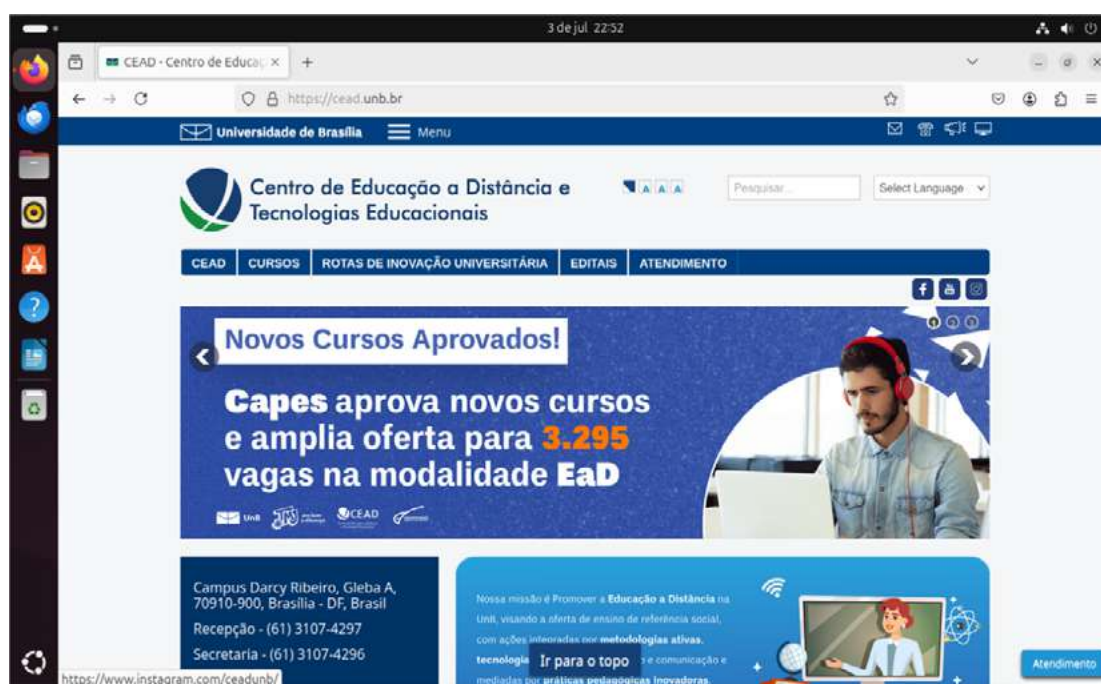 3 de jul 22:52
CEAD - Centro de Educaç
https://cead.unb.br
Universidade de Brasília
Menu
Centro de Educação a Distância e
Tecnologias Educacionais
A A A
Pesquisar...
Select Language
CEAD CURSOS ROTAS DE INOVAÇÃO UNIVERSITÁRIA EDITAIS ATENDIMENTO
1 2 3
Novos Cursos Aprovados!
Capes aprova novos cursos
e amplia oferta para 3.295
vagas na modalidade EaD
UnB
CEAD
Campus Darcy Ribeiro, Gleba A,
70910-900, Brasília - DF, Brasil
Recepção - (61) 3107-4297
Secretaria - (61) 3107-4296
Nossa missão é Promover a Educação a Distância na
UnB, visando a oferta de ensino de referência social,
com ações integradas por metodologias ativas,
tecnologia
e comunicação e
mediadas por práticas pedagógicas inovadoras.
Ir para o topo
Atendimento
https://www.instagram.com/ceadunb/